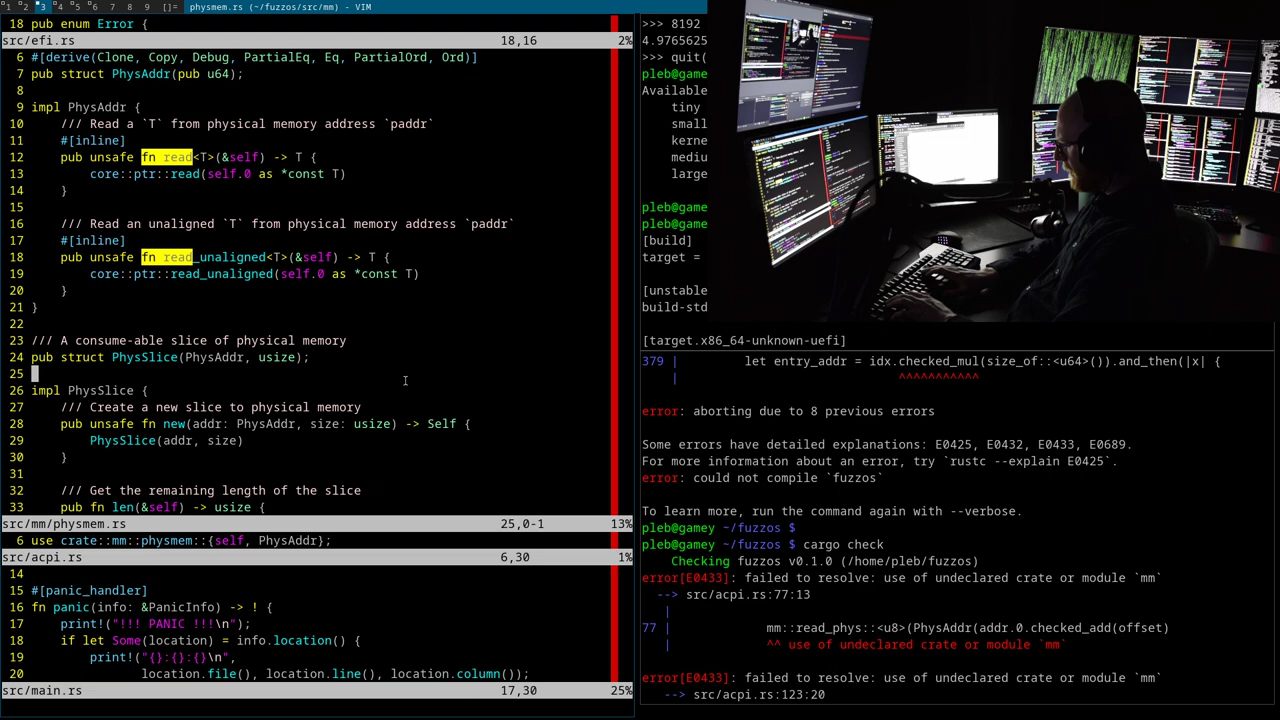 1 2 3 4 5 6 7 8 9 []= physmem.rs (~/fuzzos/src/mm) - VIM
18 pub enum Error {
src/efi.rs 18,16 2%
6 #[derive(Clone, Copy, Debug, PartialEq, Eq, PartialOrd, Ord)]
7 pub struct PhysAddr(pub u64);
8
9 impl PhysAddr {
10 /// Read a `T` from physical memory address `paddr`
11 #[inline]
12 pub unsafe fn read<T>(&self) -> T {
13 core::ptr::read(self.0 as *const T)
14 }
15
16 /// Read an unaligned `T` from physical memory address `paddr`
17 #[inline]
18 pub unsafe fn read_unaligned<T>(&self) -> T {
19 core::ptr::read_unaligned(self.0 as *const T)
20 }
21 }
22
23 /// A consume-able slice of physical memory
24 pub struct PhysSlice(PhysAddr, usize);
25
26 impl PhysSlice {
27 /// Create a new slice to physical memory
28 pub unsafe fn new(addr: PhysAddr, size: usize) -> Self {
29 PhysSlice(addr, size)
30 }
31
32 /// Get the remaining length of the slice
33 pub fn len(&self) -> usize {
src/mm/physmem.rs 25,0-1 13%
6 use crate::mm::physmem::{self, PhysAddr};
src/acpi.rs 6,30 1%
14
15 #[panic_handler]
16 fn panic(info: &PanicInfo) -> ! {
17 print!("!!! PANIC !!!\n");
18 if let Some(location) = info.location() {
19 print!("{}:{}:{}\n",
20 location.file(), location.line(), location.column());
src/main.rs 17,30 25%
>>> 8192
4.9765625
>>> quit(
pleb@game
Available
tiny
small
kerne
mediu
large
pleb@game
pleb@game
[build]
target =
[unstable
build-std
[target.x86_64-unknown-uefi]
379 | let entry_addr = idx.checked_mul(size_of::<u64>()).and_then(|x| {
| ^^^^^^^^^^^
error: aborting due to 8 previous errors
Some errors have detailed explanations: E0425, E0432, E0433, E0689.
For more information about an error, try `rustc --explain E0425`.
error: could not compile `fuzzos`
To learn more, run the command again with --verbose.
pleb@gamey ~/fuzzos $
pleb@gamey ~/fuzzos $ cargo check
Checking fuzzos v0.1.0 (/home/pleb/fuzzos)
error[E0433]: failed to resolve: use of undeclared crate or module `mm`
--> src/acpi.rs:77:13
|
77 | mm::read_phys::<u8>(PhysAddr(addr.0.checked_add(offset)
| ^^ use of undeclared crate or module `mm`
error[E0433]: failed to resolve: use of undeclared crate or module `mm`
--> src/acpi.rs:123:20